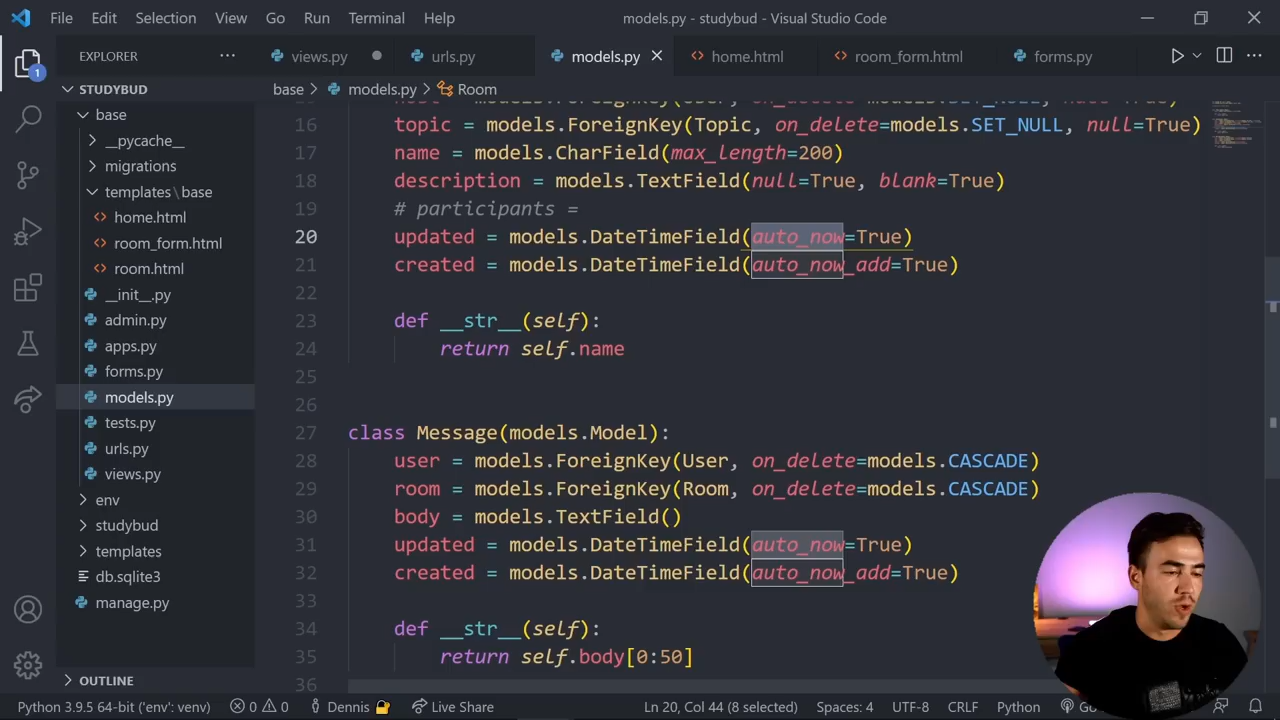 File Edit Selection View Go Run Terminal Help models.py - studybud - Visual Studio Code
EXPLORER ... views.py urls.py models.py home.html room_form.html forms.py ...
1
STUDYBUD
base > models.py > Room
base
__pycache__
migrations
templates\base
home.html
room_form.html
room.html
__init__.py
admin.py
apps.py
forms.py
models.py
tests.py
urls.py
views.py
env
studybud
templates
db.sqlite3
manage.py
OUTLINE
16 topic = models.ForeignKey(Topic, on_delete=models.SET_NULL, null=True)
17 name = models.CharField(max_length=200)
18 description = models.TextField(null=True, blank=True)
19 # participants =
20 updated = models.DateTimeField(auto_now=True)
21 created = models.DateTimeField(auto_now_add=True)
22
23 def __str__(self):
24 return self.name
25
26
27 class Message(models.Model):
28 user = models.ForeignKey(User, on_delete=models.CASCADE)
29 room = models.ForeignKey(Room, on_delete=models.CASCADE)
30 body = models.TextField()
31 updated = models.DateTimeField(auto_now=True)
32 created = models.DateTimeField(auto_now_add=True)
33
34 def __str__(self):
35 return self.body[0:50]
36
Python 3.9.5 64-bit ('env': venv) 0 0 Dennis Live Share Ln 20, Col 44 (8 selected) Spaces: 4 UTF-8 CRLF Python